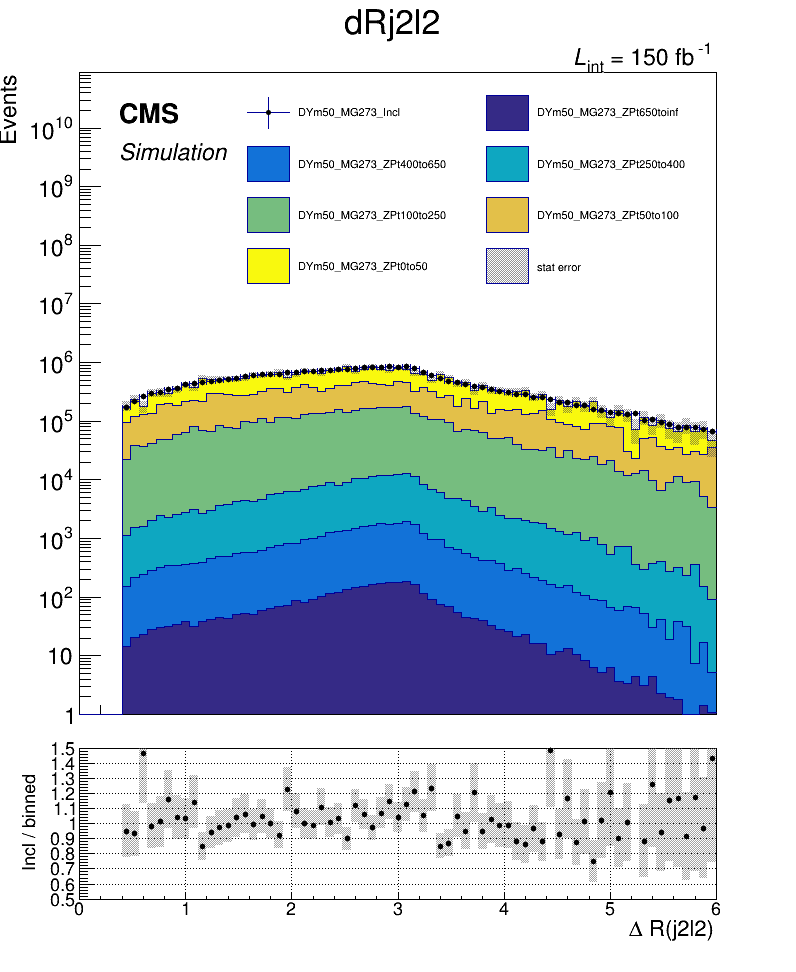 dRj2l2
L_int = 150 fb^-1
Events
CMS
Simulation
DYm50_MG273_Incl
DYm50_MG273_ZPt650toinf
DYm50_MG273_ZPt400to650
DYm50_MG273_ZPt250to400
DYm50_MG273_ZPt100to250
DYm50_MG273_ZPt50to100
DYm50_MG273_ZPt0to50
stat error
10^10
10^9
10^8
10^7
10^6
10^5
10^4
10^3
10^2
10
1
Incl / binned
1.5
1.4
1.3
1.2
1.1
1
0.9
0.8
0.7
0.6
0.5
0 1 2 3 4 5 6
Δ R(j2l2)